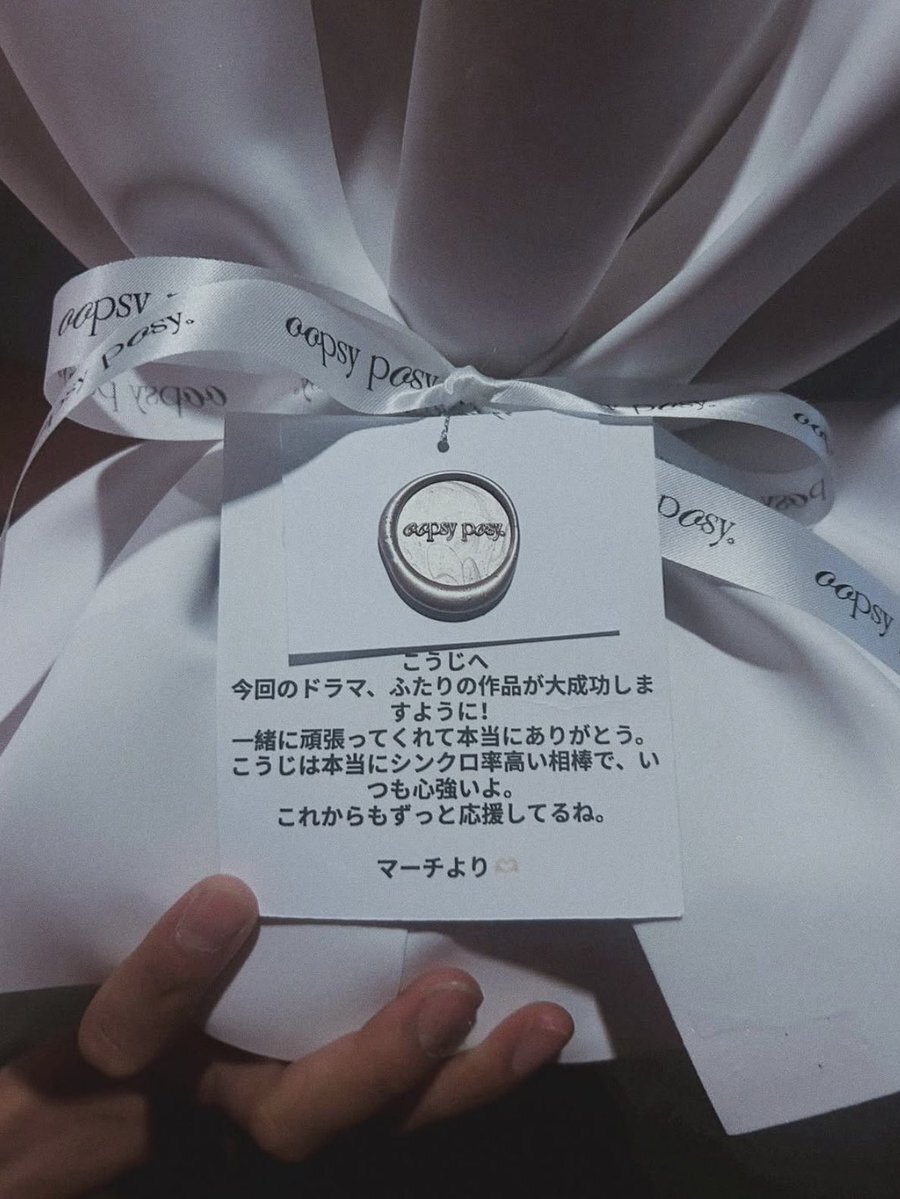 oopsy
posy.
oopsy posy.
oopsy posy.
posy.
oopsy
こうじへ
今回のドラマ、ふたりの作品が大成功しま
すように!
一緒に頑張ってくれて本当にありがとう。
こうじは本当にシンクロ率高い相棒で、い
つも心強いよ。
これからもずっと応援してるね。
マーチより🫶🏻